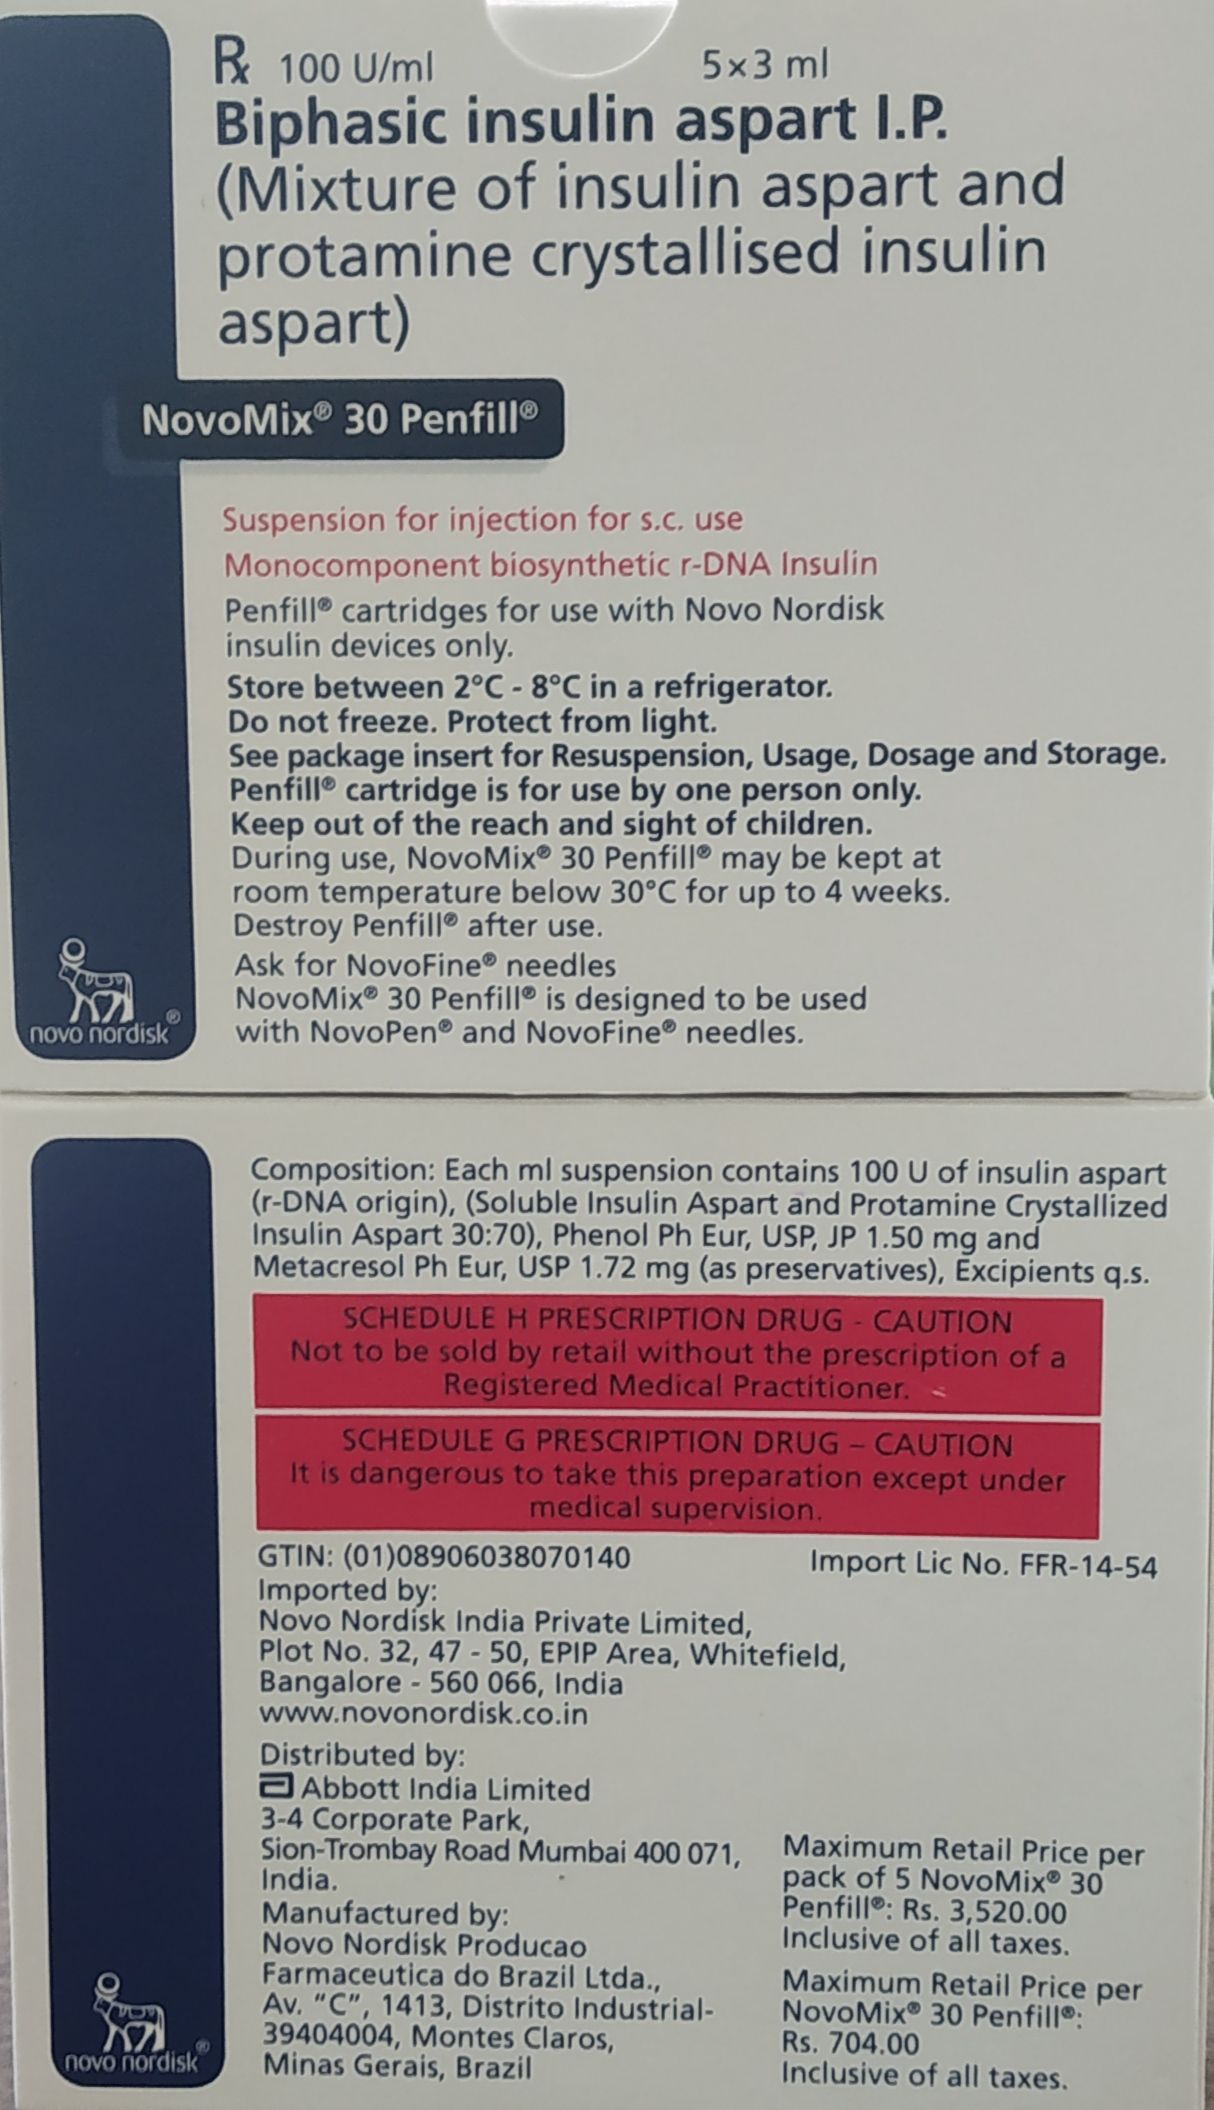 Rx 100 U/ml 5x3 ml
Biphasic insulin aspart I.P.
(Mixture of insulin aspart and
protamine crystallised insulin
aspart)
NovoMix® 30 Penfill®
Suspension for injection for s.c. use
Monocomponent biosynthetic r-DNA Insulin
Penfill® cartridges for use with Novo Nordisk
insulin devices only.
Store between 2°C - 8°C in a refrigerator.
Do not freeze. Protect from light.
See package insert for Resuspension, Usage, Dosage and Storage.
Penfill® cartridge is for use by one person only.
Keep out of the reach and sight of children.
During use, NovoMix® 30 Penfill® may be kept at
room temperature below 30°C for up to 4 weeks.
Destroy Penfill® after use.
Ask for NovoFine® needles
NovoMix® 30 Penfill® is designed to be used
with NovoPen® and NovoFine® needles.
novo nordisk®
Composition: Each ml suspension contains 100 U of insulin aspart
(r-DNA origin), (Soluble Insulin Aspart and Protamine Crystallized
Insulin Aspart 30:70), Phenol Ph Eur, USP, JP 1.50 mg and
Metacresol Ph Eur, USP 1.72 mg (as preservatives), Excipients q.s.
SCHEDULE H PRESCRIPTION DRUG - CAUTION
Not to be sold by retail without the prescription of a
Registered Medical Practitioner.
SCHEDULE G PRESCRIPTION DRUG – CAUTION
It is dangerous to take this preparation except under
medical supervision.
GTIN: (01)08906038070140 Import Lic No. FFR-14-54
Imported by:
Novo Nordisk India Private Limited,
Plot No. 32, 47 - 50, EPIP Area, Whitefield,
Bangalore - 560 066, India
www.novonordisk.co.in
Distributed by:
Abbott India Limited
3-4 Corporate Park,
Sion-Trombay Road Mumbai 400 071,
India.
Manufactured by:
Novo Nordisk Producao
Farmaceutica do Brazil Ltda.,
Av. "C", 1413, Distrito Industrial-
39404004, Montes Claros,
Minas Gerais, Brazil
Maximum Retail Price per
pack of 5 NovoMix® 30
Penfill®: Rs. 3,520.00
Inclusive of all taxes.
Maximum Retail Price per
NovoMix® 30 Penfill®:
Rs. 704.00
Inclusive of all taxes.
novo nordisk®